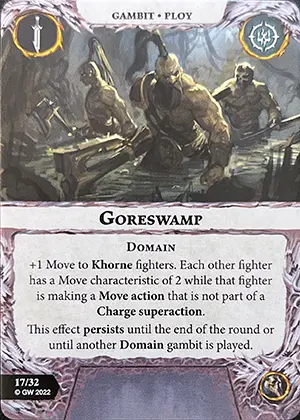 GAMBIT • PLOY
GORESWAMP
DOMAIN
+1 Move to Khorne fighters. Each other fighter
has a Move characteristic of 2 while that fighter
is making a Move action that is not part of a
Charge superaction.
This effect persists until the end of the round or
until another Domain gambit is played.
17/32
© GW 2022